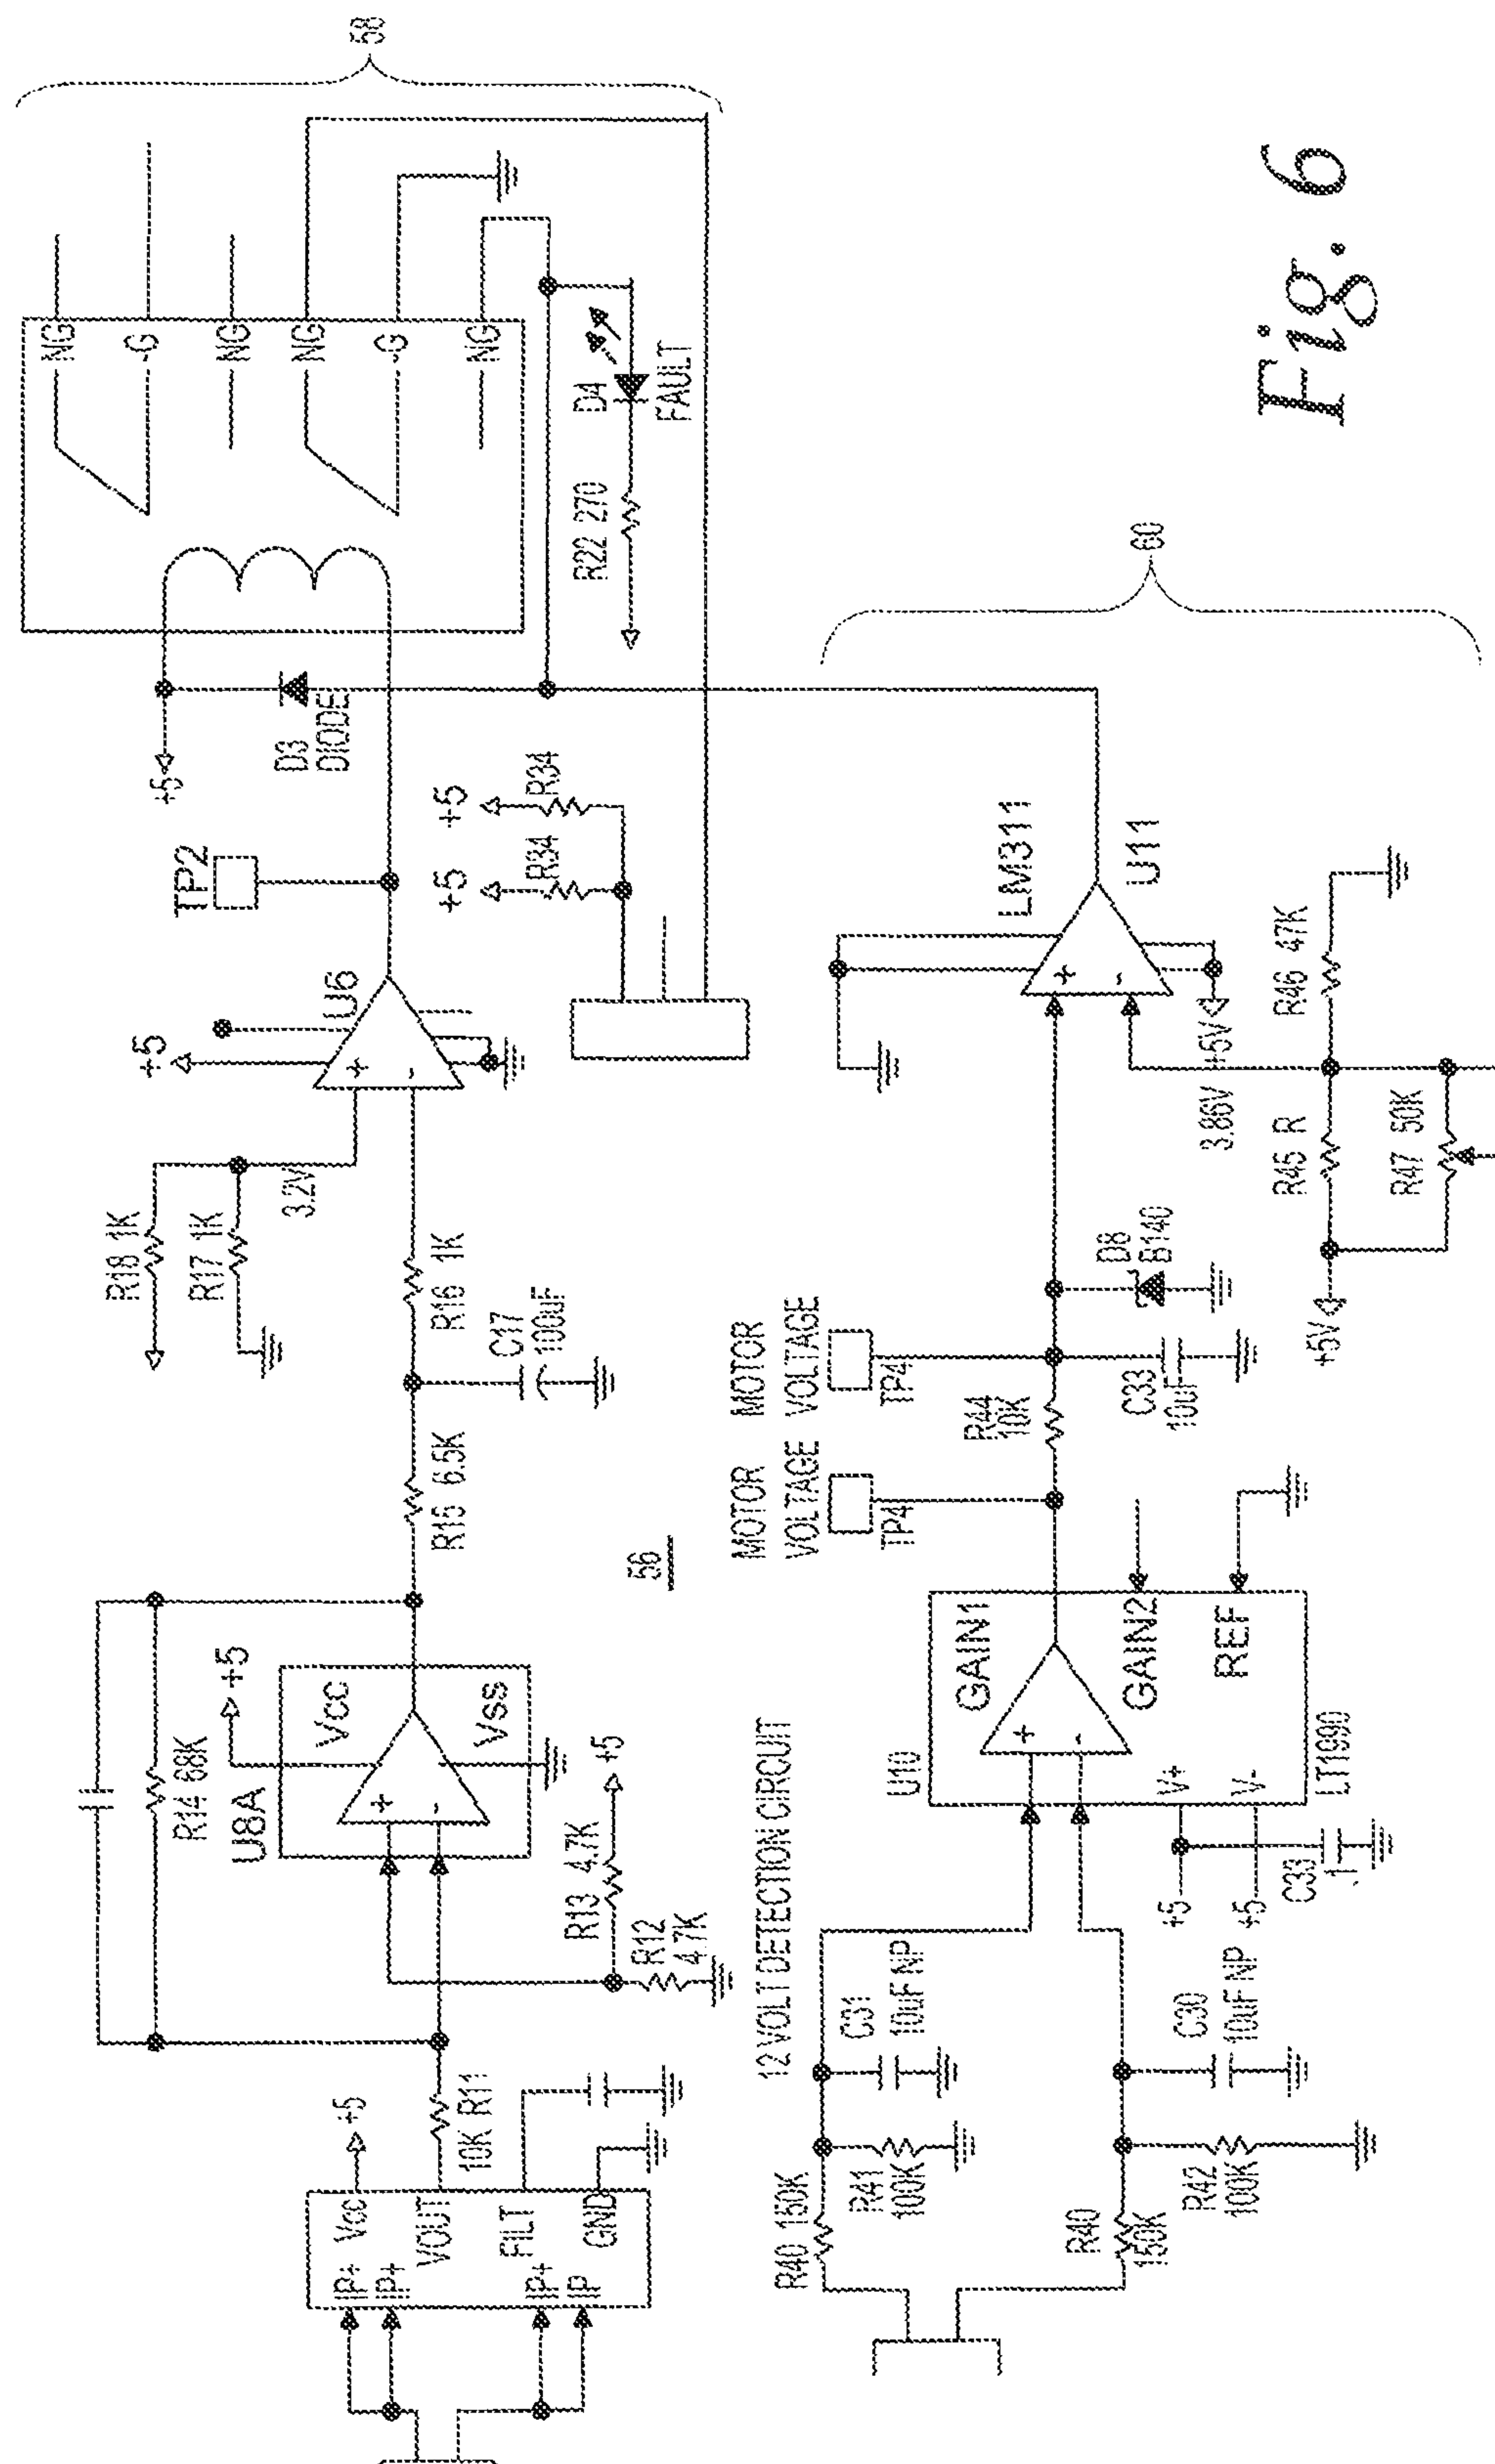 58
NG
-G
NG
NG
-G
NG
+5
D3
DIODE
D4
FAULT
R22 270
TP2
+5
R34
+5
R34
U6
+5
3.2V
R18 1K
R17 1K
R16 1K
C17
100uF
R15 6.5K
56
R14 68K
U8A
+5
Vcc
Vss
R13 4.7K
+5
R12
4.7K
10K R11
+5
IP+
IP+
IP+
IP
Vcc
VOUT
FILT
GND
60
12 VOLT DETECTION CIRCUIT
R40 150K
R41
100K
C31
10uF NP
R40
150K
R42
100K
C30
10uF NP
U10
GAIN1
GAIN2
REF
V+
V-
LT1990
+5
+5
C33
.1
MOTOR
VOLTAGE
TP4
MOTOR
VOLTAGE
TP4
R44
10K
C33
10uF
D8
B140
LM311
U11
+5V
3.86V
R46 47K
R45 R
R47 50K
+5V
Fig. 6